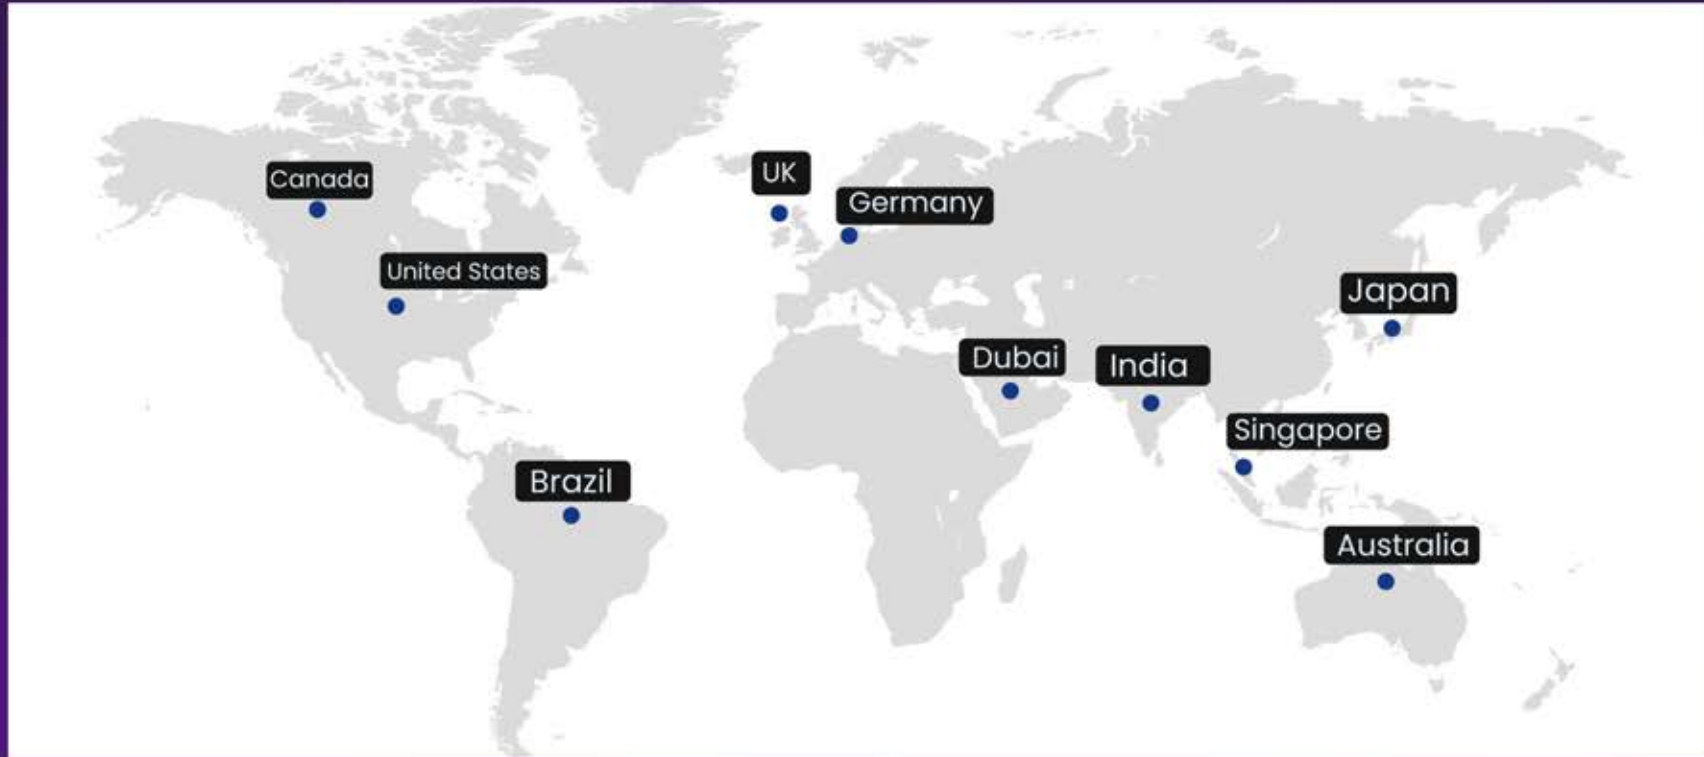 Canada
UK
Germany
United States
Japan
Dubai
India
Singapore
Brazil
Australia